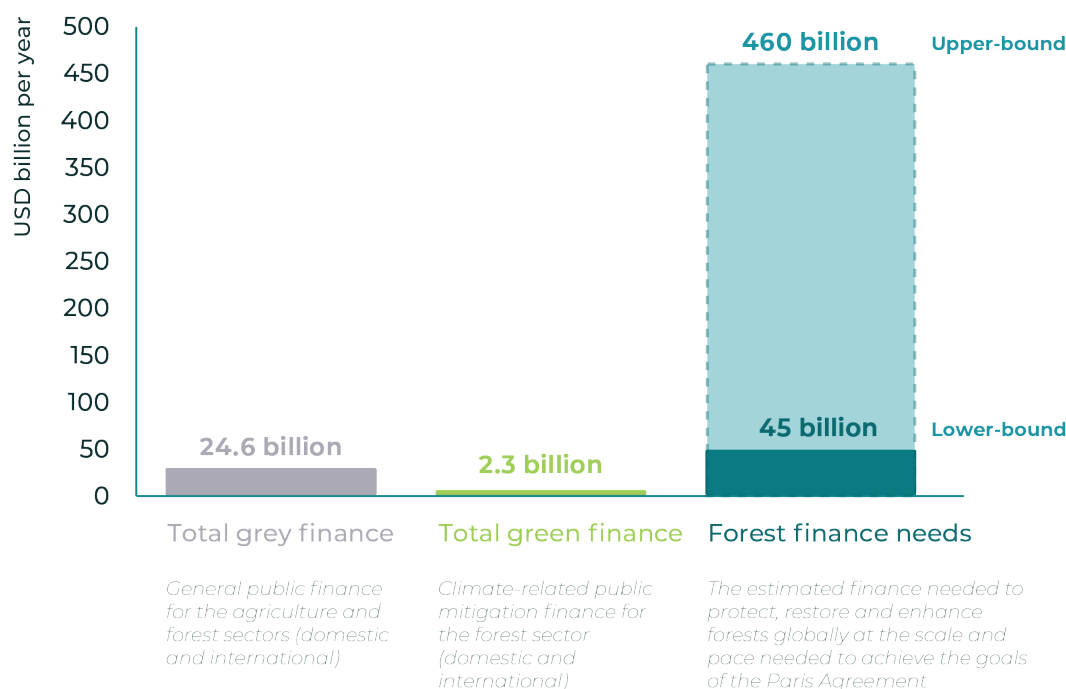 USD billion per year
500
450
400
350
300
250
200
150
100
50
0
24.6 billion
2.3 billion
460 billion
Upper-bound
45 billion
Lower-bound
Total grey finance
General public finance
for the agriculture and
forest sectors (domestic
and international)
Total green finance
Climate-related public
mitigation finance for
the forest sector
(domestic and
international)
Forest finance needs
The estimated finance needed to
protect, restore and enhance
forests globally at the scale and
pace needed to achieve the goals
of the Paris Agreement